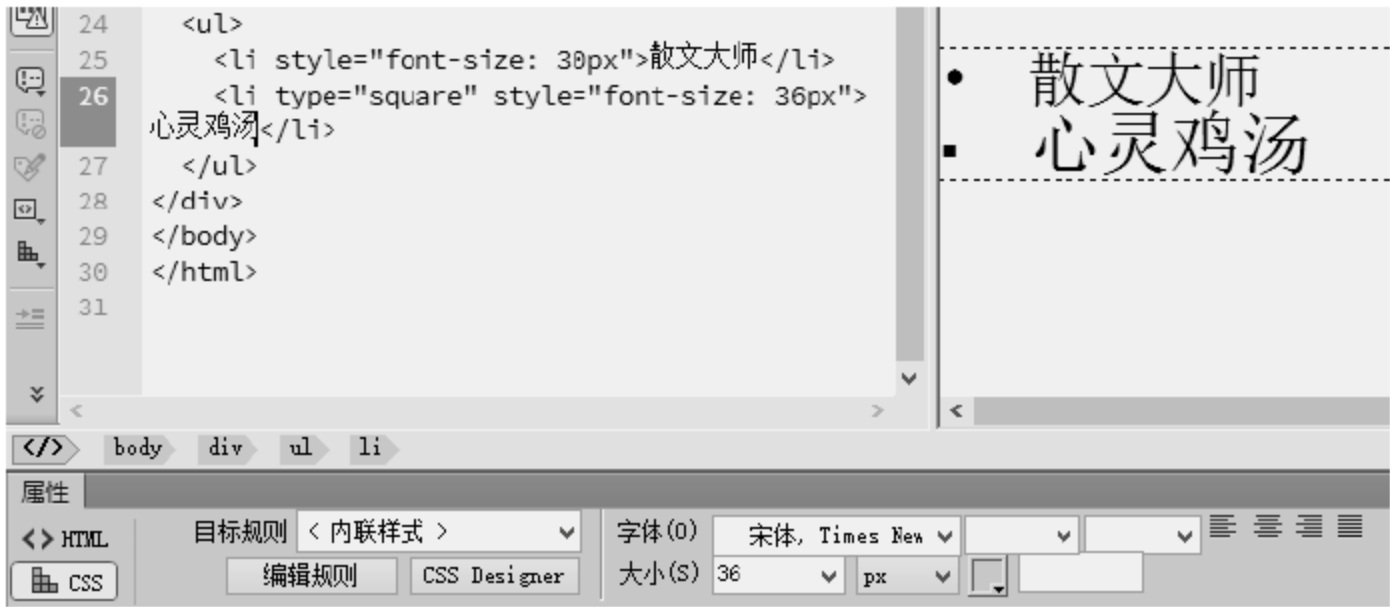 24 <ul>
25 <li style="font-size: 30px">散文大师</li>
26 <li type="square" style="font-size: 36px">
心灵鸡汤</li>
27 </ul>
28 </div>
29 </body>
30 </html>
31
散文大师
心灵鸡汤
</> body div ul li
属性
<> HTML
目标规则 < 内联样式 >
字体(O) 宋体, Times New
CSS
编辑规则 CSS Designer
大小(S) 36 px